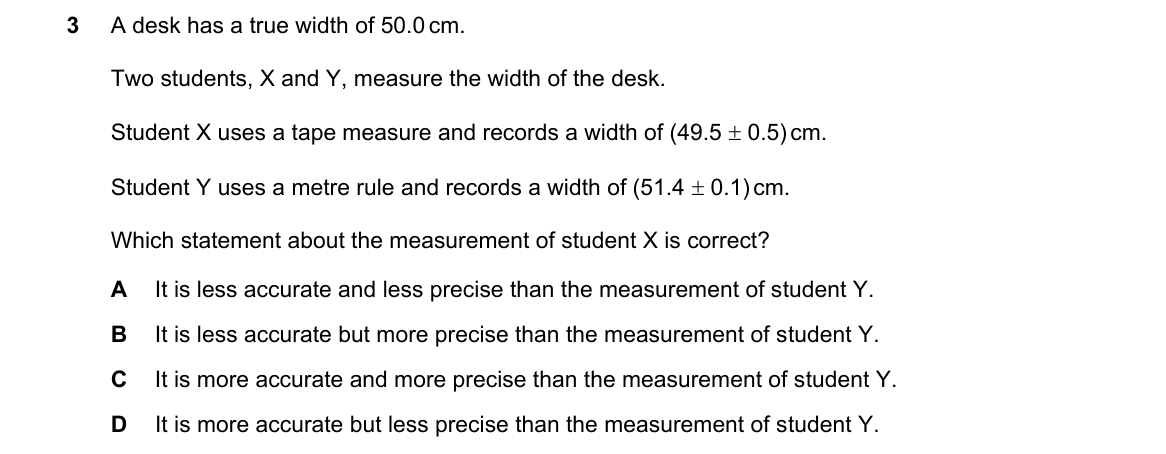 3 A desk has a true width of 50.0 cm.
Two students, X and Y, measure the width of the desk.
Student X uses a tape measure and records a width of (49.5 ± 0.5) cm.
Student Y uses a metre rule and records a width of (51.4 ± 0.1) cm.
Which statement about the measurement of student X is correct?
A It is less accurate and less precise than the measurement of student Y.
B It is less accurate but more precise than the measurement of student Y.
C It is more accurate and more precise than the measurement of student Y.
D It is more accurate but less precise than the measurement of student Y.